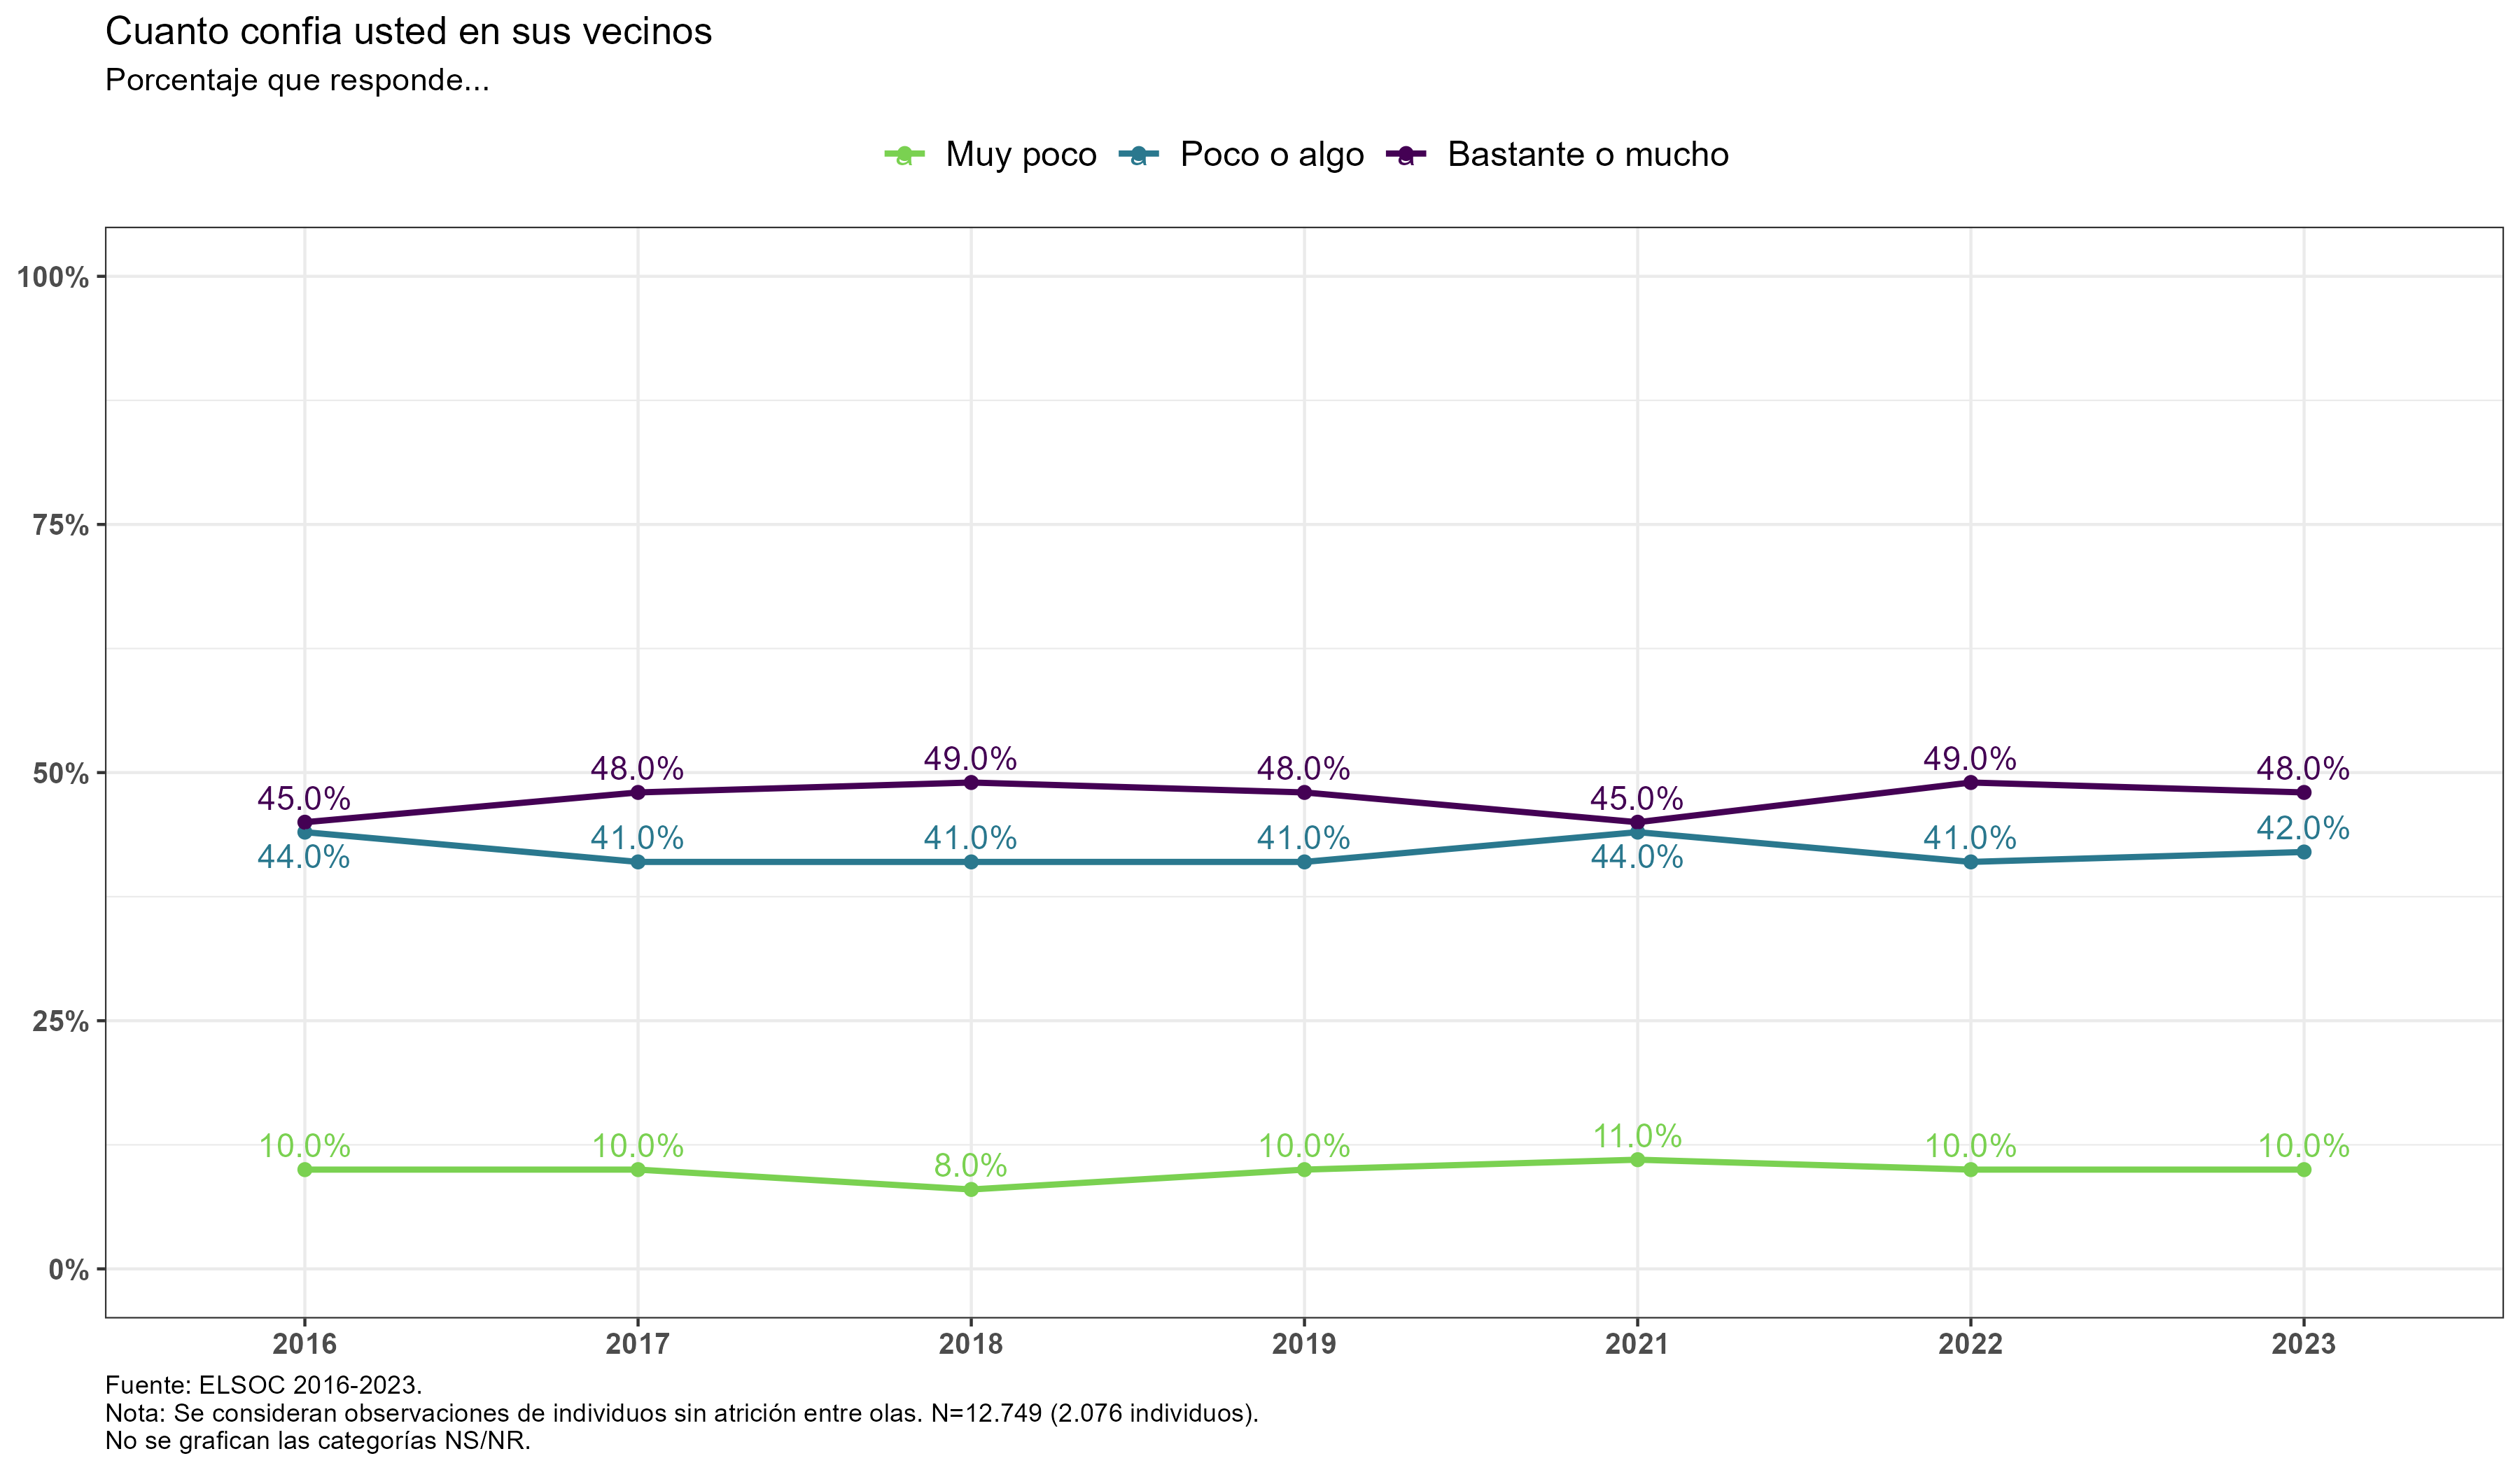 Cuanto confia usted en sus vecinos
Porcentaje que responde...
a Muy poco a Poco o algo a Bastante o mucho
100%
75%
50%
25%
0%
45.0% 48.0% 49.0% 48.0% 45.0% 49.0% 48.0%
44.0% 41.0% 41.0% 41.0% 44.0% 41.0% 42.0%
10.0% 10.0% 8.0% 10.0% 11.0% 10.0% 10.0%
2016 2017 2018 2019 2021 2022 2023
Fuente: ELSOC 2016-2023.
Nota: Se consideran observaciones de individuos sin atrición entre olas. N=12.749 (2.076 individuos).
No se grafican las categorías NS/NR.